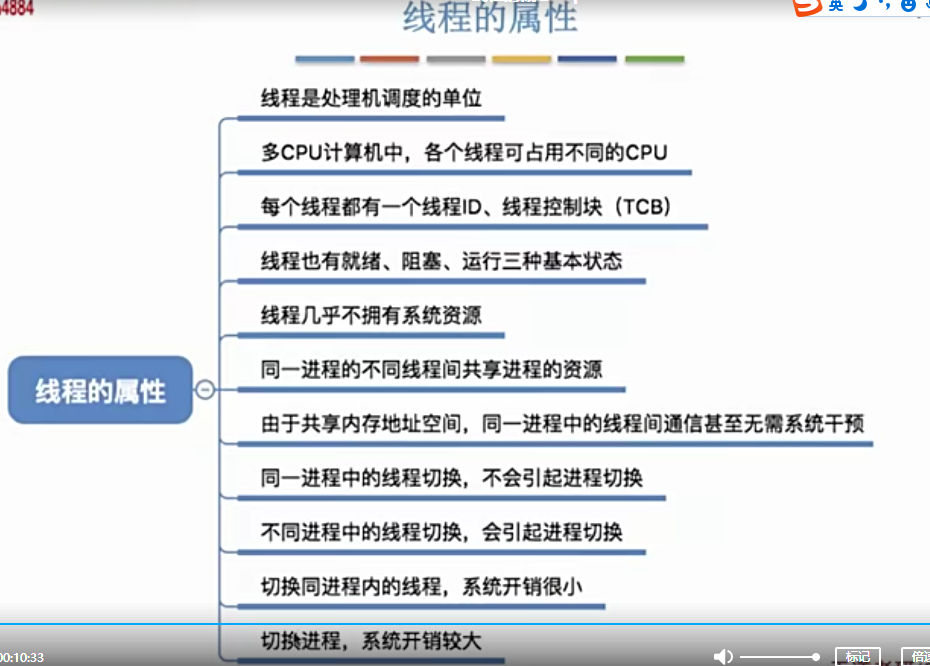 4884
英
线程的属性
线程是处理机调度的单位
多CPU计算机中，各个线程可占用不同的CPU
每个线程都有一个线程ID、线程控制块（TCB）
线程也有就绪、阻塞、运行三种基本状态
线程几乎不拥有系统资源
同一进程的不同线程间共享进程的资源
线程的属性
由于共享内存地址空间，同一进程中的线程间通信甚至无需系统干预
同一进程中的线程切换，不会引起进程切换
不同进程中的线程切换，会引起进程切换
切换同进程内的线程，系统开销很小
切换进程，系统开销较大
00:10:33
标记